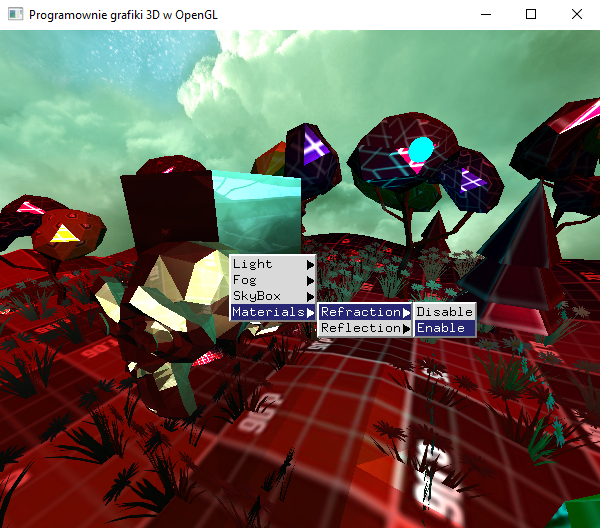 Programownie grafiki 3D w OpenGL
Light
Fog
SkyBox
Materials
Refraction
Reflection
Disable
Enable